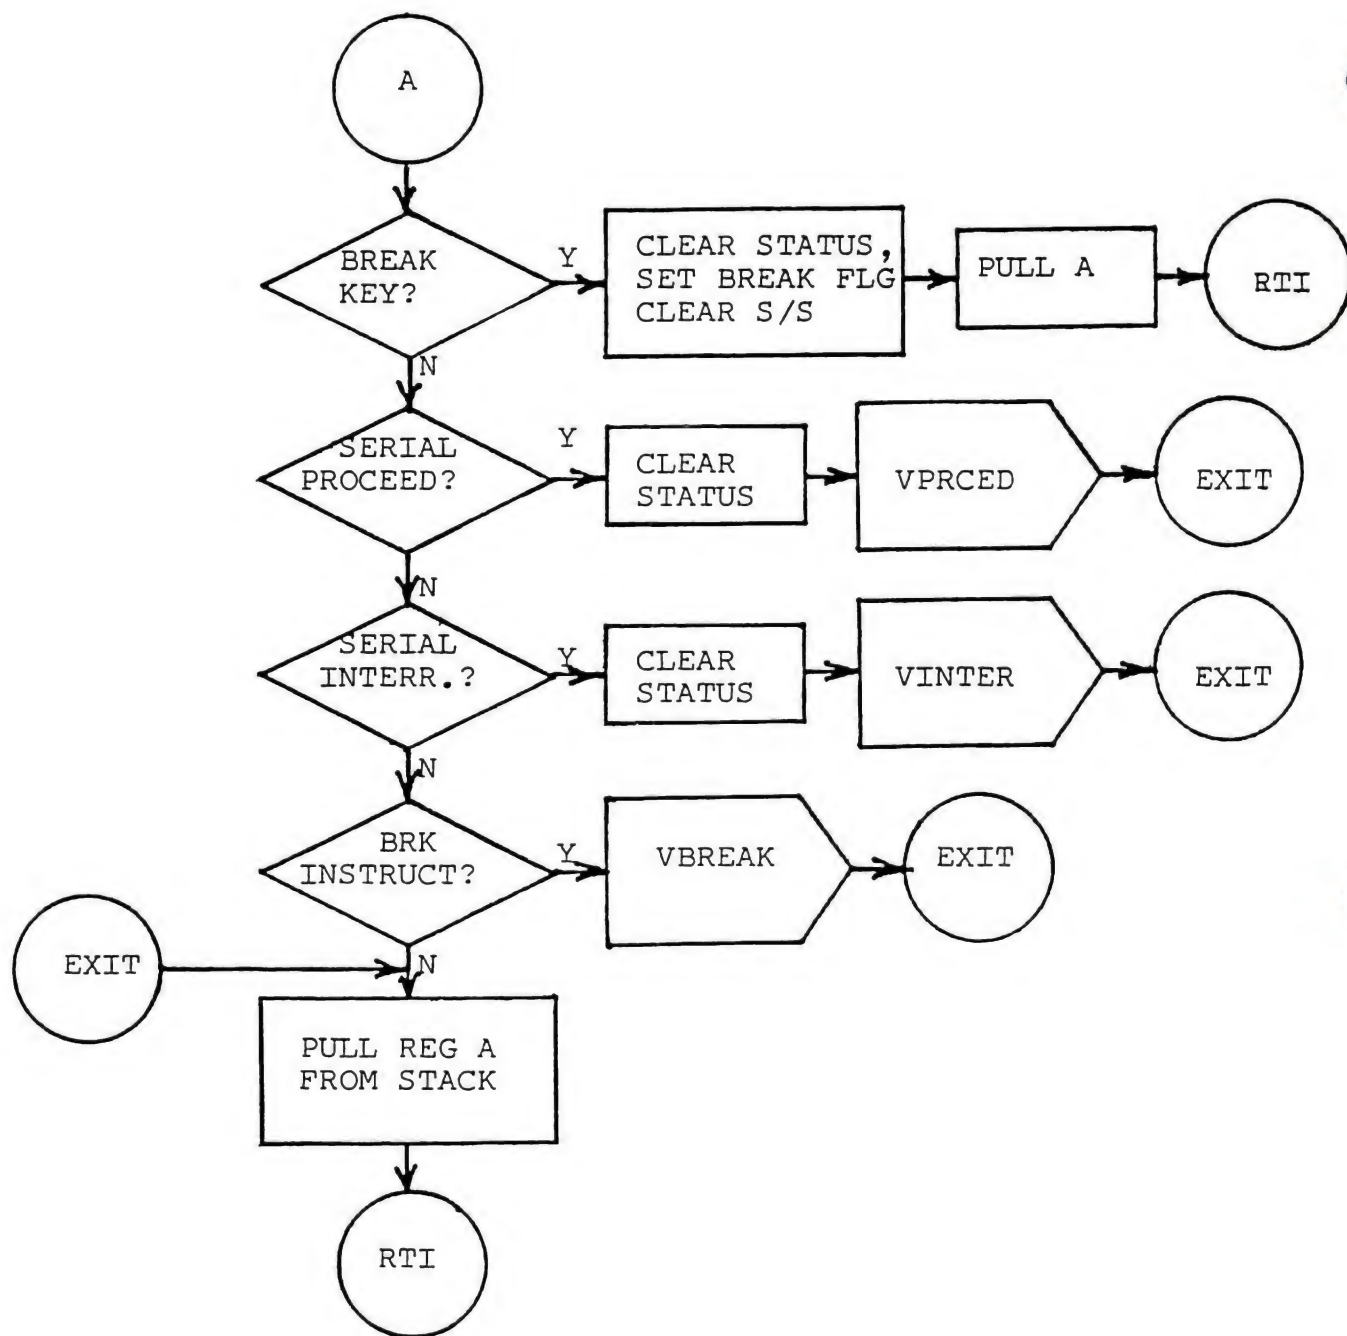 A
BREAK
KEY?
Y
CLEAR STATUS,
SET BREAK FLG
CLEAR S/S
PULL A
RTI
N
SERIAL
PROCEED?
Y
CLEAR
STATUS
VPRCED
EXIT
N
SERIAL
INTERR.?
Y
CLEAR
STATUS
VINTER
EXIT
N
BRK
INSTRUCT?
Y
VBREAK
EXIT
EXIT
N
PULL REG A
FROM STACK
RTI